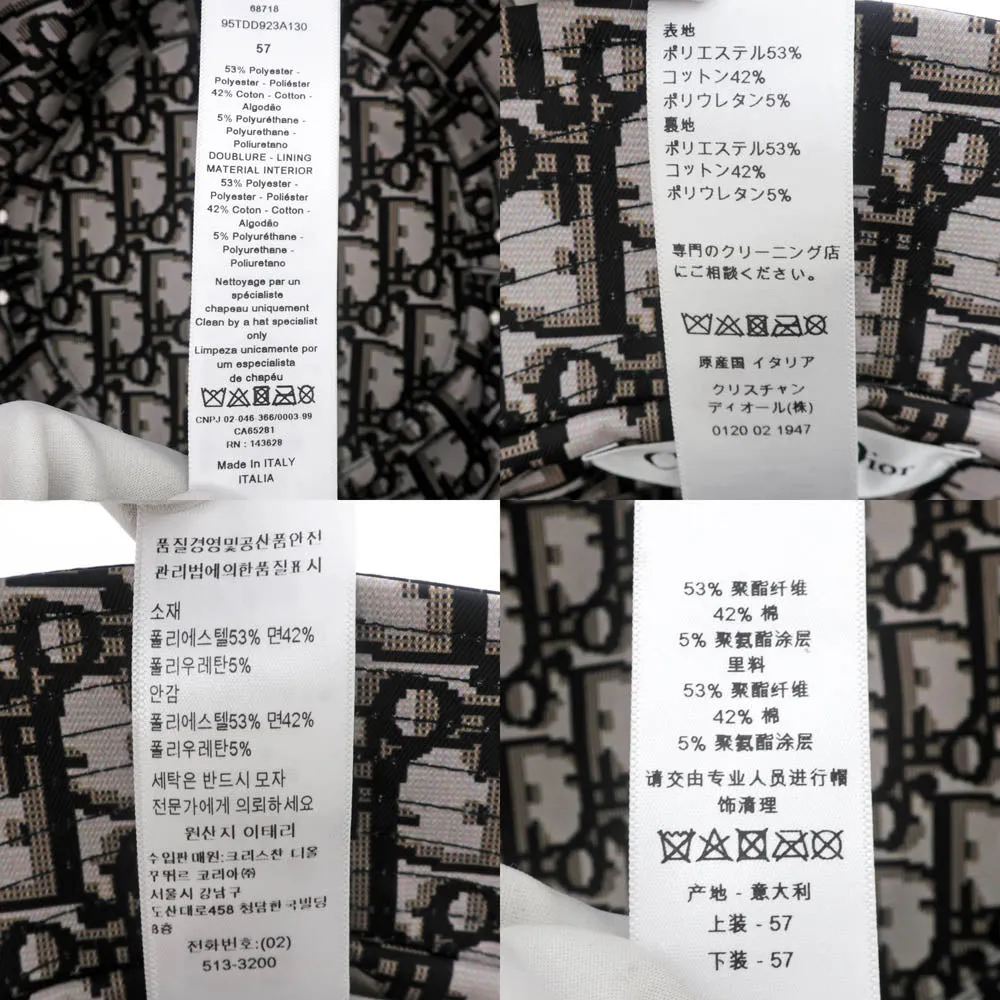 68718
95TDD923A130
57
53% Polyester -
Polyester - Poliéster
42% Coton - Cotton -
Algodão
5% Polyuréthane -
Polyurethane -
Poliuretano
DOUBLURE - LINING
MATERIAL INTERIOR
53% Polyester -
Polyester - Poliéster
42% Coton - Cotton -
Algodão
5% Polyuréthane -
Polyurethane -
Poliuretano
Nettoyage par un
spécialiste
chapeau uniquement
Clean by a hat specialist
only
Limpeza unicamente por
um especialista
de chapéu
CNPJ 02-046-366/0003-99
CA65281
RN : 143628
Made in ITALY
ITALIA
表地
ポリエステル53%
コットン42%
ポリウレタン5%
裏地
ポリエステル53%
コットン42%
ポリウレタン5%
専門のクリーニング店
にご相談ください。
原産国 イタリア
クリスチャン
ディオール(株)
0120 02 1947
Dior
품질경영및공산품안전
관리법에의한품질표시
소재
폴리에스텔53% 면42%
폴리우레탄5%
안감
폴리에스텔53% 면42%
폴리우레탄5%
세탁은 반드시 모자
전문가에게 의뢰하세요
원산지 이태리
수입판매원:크리스챤 디올
꾸뛰르 코리아㈜
서울시 강남구
도산대로458 청담한국빌딩
8층
전화번호:(02)
513-3200
53% 聚酯纤维
42% 棉
5% 聚氨酯涂层
里料
53% 聚酯纤维
42% 棉
5% 聚氨酯涂层
请交由专业人员进行帽
饰清理
产地 - 意大利
上装 - 57
下装 - 57